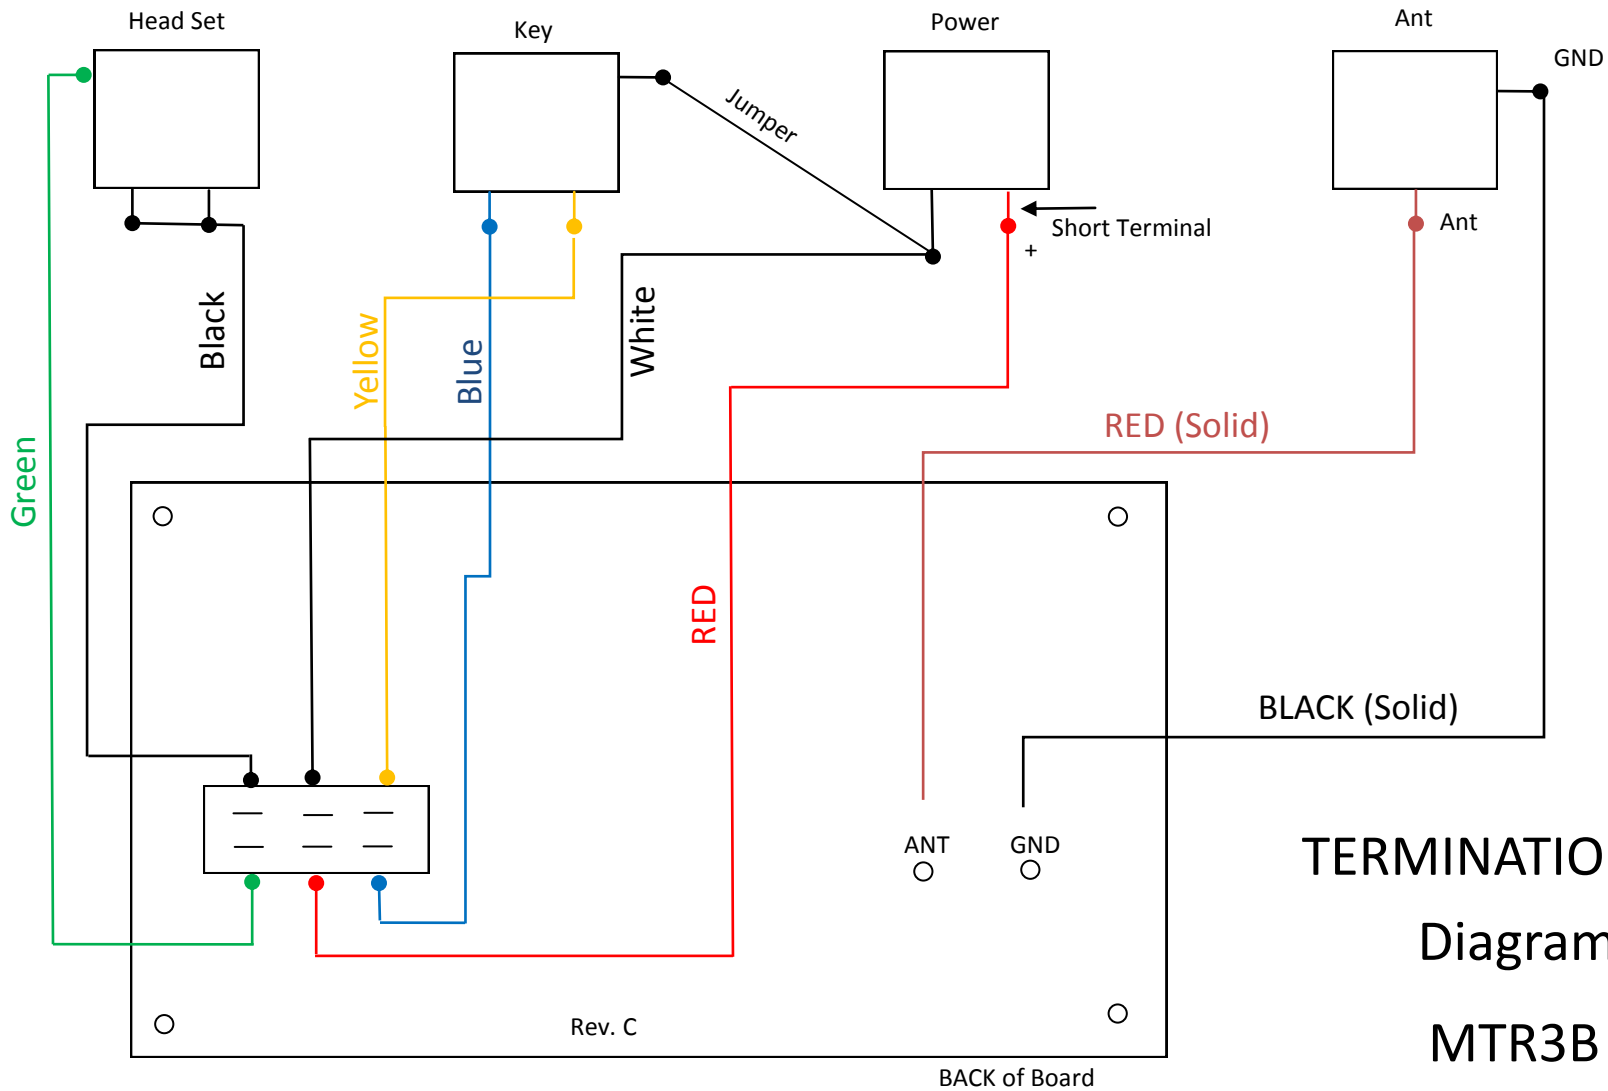 Head Set
Key
Power
Ant
GND
Jumper
Short Terminal
+
Ant
Black
Yellow
Blue
White
RED (Solid)
Green
RED
BLACK (Solid)
ANT
GND
TERMINATIO
Diagram
MTR3B
Rev. C
BACK of Board